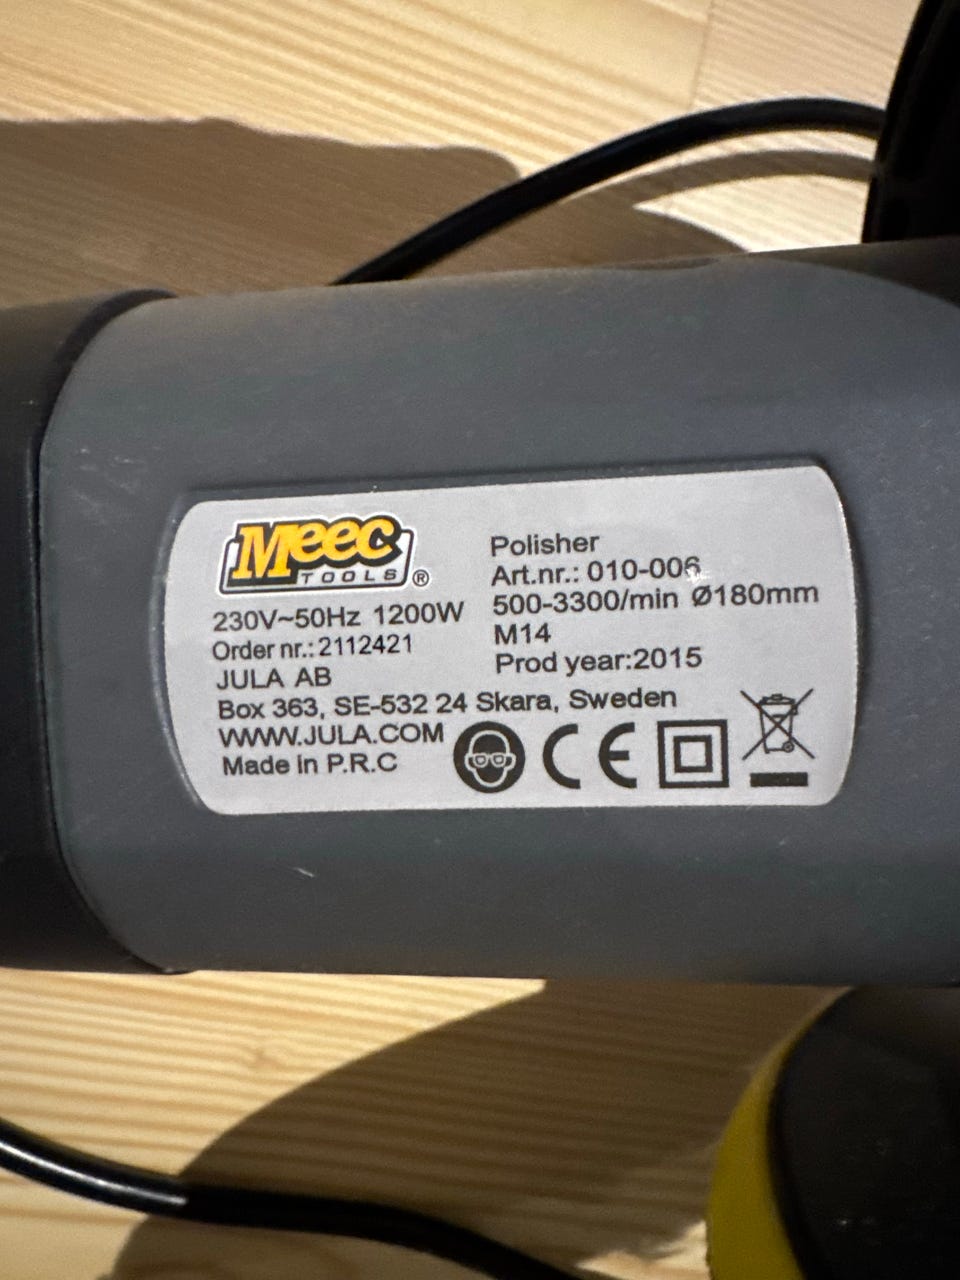 Meec
TOOLS ®
230V~50Hz 1200W
Order nr.: 2112421
JULA AB
Box 363, SE-532 24 Skara, Sweden
WWW.JULA.COM
Made in P.R.C
Polisher
Art.nr.: 010-006
500-3300/min Ø180mm
M14
Prod year:2015
CE